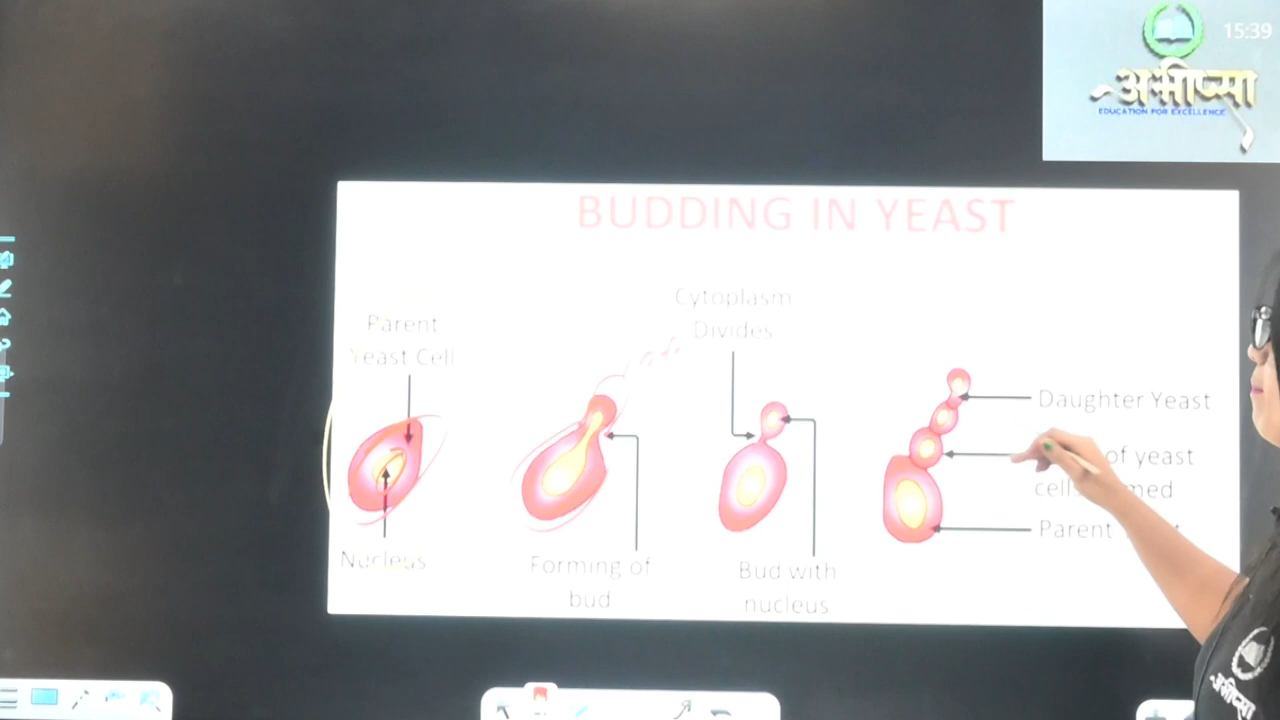 15:39
अभीप्सा
EDUCATION FOR EXCELLENCE
BUDDING IN YEAST
Cytoplasm
Divides
Parent
Yeast Cell
Nucleus
Forming of
bud
Bud with
nucleus
Daughter Yeast
of yeast
Parent
अभीप्सा